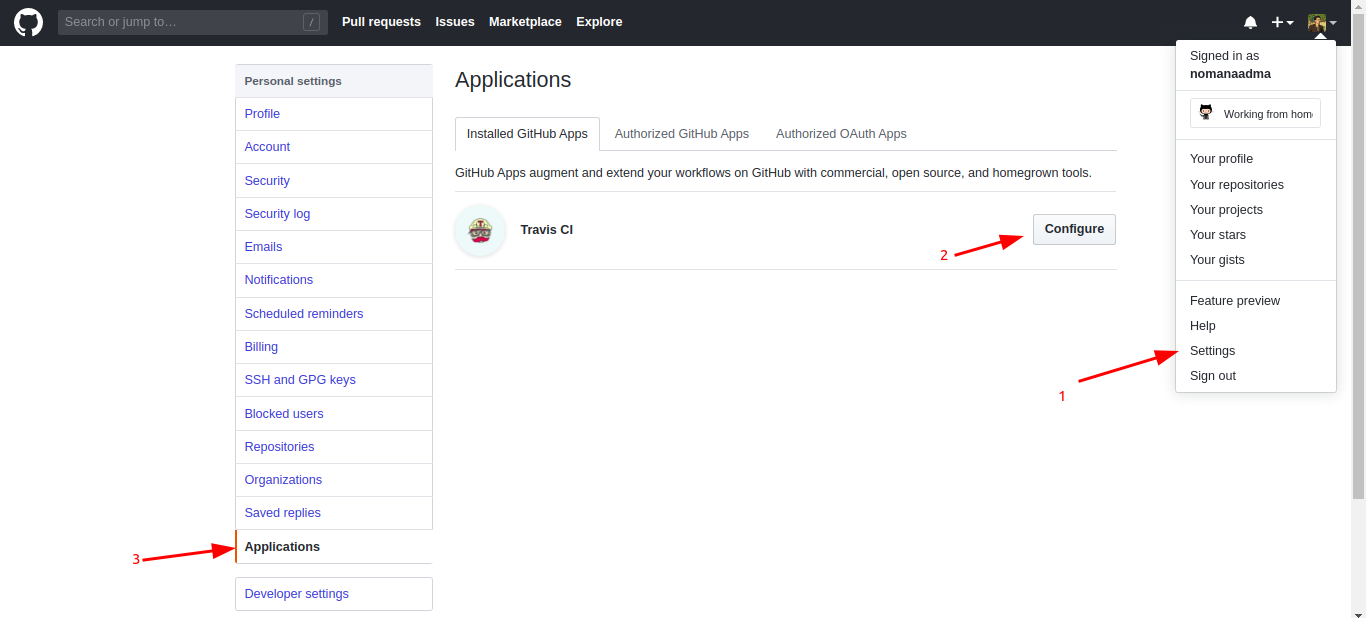 Search or jump to… /
Pull requests Issues Marketplace Explore
Signed in as
nomanaadma
Working from hom
Your profile
Your repositories
Your projects
Your stars
Your gists
Feature preview
Help
Settings
Sign out
1
Personal settings
Profile
Account
Security
Security log
Emails
Notifications
Scheduled reminders
Billing
SSH and GPG keys
Blocked users
Repositories
Organizations
Saved replies
Applications
3
Developer settings
Applications
Installed GitHub Apps Authorized GitHub Apps Authorized OAuth Apps
GitHub Apps augment and extend your workflows on GitHub with commercial, open source, and homegrown tools.
Travis CI
Configure
2